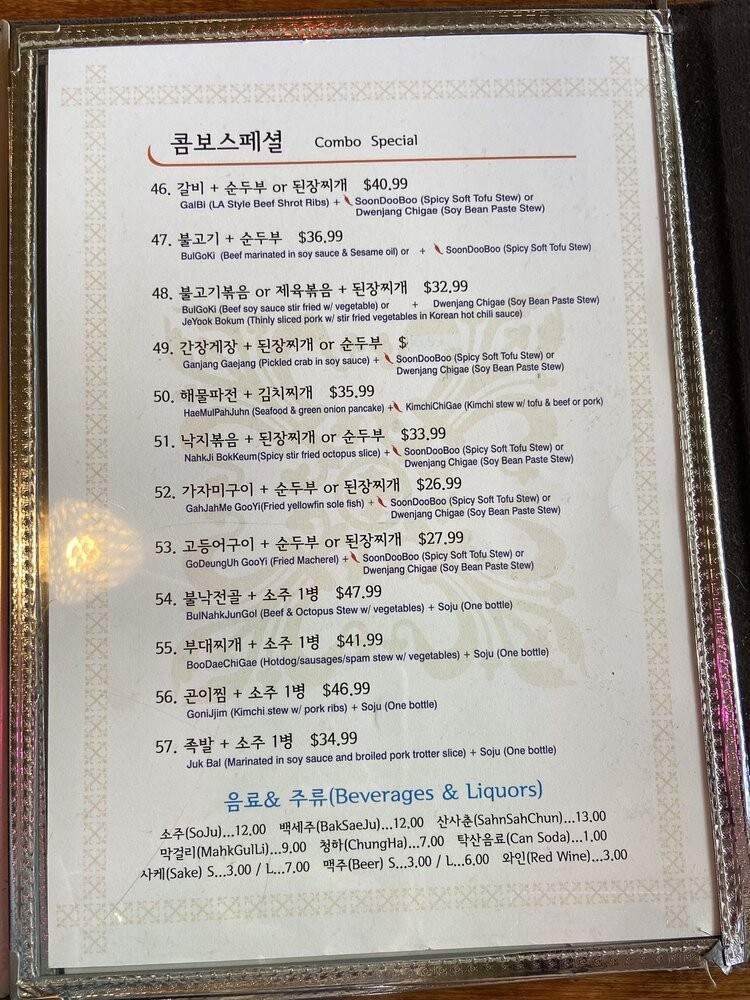 콤보스페셜 Combo Special
46. 갈비 + 순두부 or 된장찌개 $40.99
GalBi (LA Style Beef Shrot Ribs) + SoonDooBoo (Spicy Soft Tofu Stew) or
Dwenjang Chigae (Soy Bean Paste Stew)
47. 불고기 + 순두부 $36.99
BulGoKi (Beef marinated in soy sauce & Sesame oil) or + SoonDooBoo (Spicy Soft Tofu Stew)
48. 불고기볶음 or 제육볶음 + 된장찌개 $32.99
BulGoKi (Beef soy sauce stir fried w/ vegetable) or + Dwenjang Chigae (Soy Bean Paste Stew)
JeYook Bokum (Thinly sliced pork w/ stir fried vegetables in Korean hot chili sauce)
49. 간장게장 + 된장찌개 or 순두부 $
Ganjang Gaejang (Pickled crab in soy sauce) + SoonDooBoo (Spicy Soft Tofu Stew) or
Dwenjang Chigae (Soy Bean Paste Stew)
50. 해물파전 + 김치찌개 $35.99
HaeMulPahJuhn (Seafood & green onion pancake) + KimchiChiGae (Kimchi stew w/ tofu & beef or pork)
51. 낙지볶음 + 된장찌개 or 순두부 $33.99
NahkJi BokKeum(Spicy stir fried octopus slice) + SoonDooBoo (Spicy Soft Tofu Stew) or
Dwenjang Chigae (Soy Bean Paste Stew)
52. 가자미구이 + 순두부 or 된장찌개 $26.99
GahJahMe GooYi(Fried yellowfin sole fish) + SoonDooBoo (Spicy Soft Tofu Stew) or
Dwenjang Chigae (Soy Bean Paste Stew)
53. 고등어구이 + 순두부 or 된장찌개 $27.99
GoDeungUh GooYi (Fried Macherel) + SoonDooBoo (Spicy Soft Tofu Stew) or
Dwenjang Chigae (Soy Bean Paste Stew)
54. 불낙전골 + 소주 1병 $47.99
BulNahkJunGol (Beef & Octopus Stew w/ vegetables) + Soju (One bottle)
55. 부대찌개 + 소주 1병 $41.99
BooDaeChiGae (Hotdog/sausages/spam stew w/ vegetables) + Soju (One bottle)
56. 곤이찜 + 소주 1병 $46.99
GoniJjim (Kimchi stew w/ pork ribs) + Soju (One bottle)
57. 족발 + 소주 1병 $34.99
Juk Bal (Marinated in soy sauce and broiled pork trotter slice) + Soju (One bottle)
음료& 주류(Beverages & Liquors)
소주(SoJu)...12,00 백세주(BakSaeJu)...12,00 산사춘(SahnSahChun)...13,00
막걸리(MahkGulLi)...9.00 청하(ChungHa)...7.00 탁산음료(Can Soda)...1.00
사케(Sake) S...3,00 / L...7,00 맥주(Beer) S...3,00 / L...6,00 와인(Red Wine)...3,00